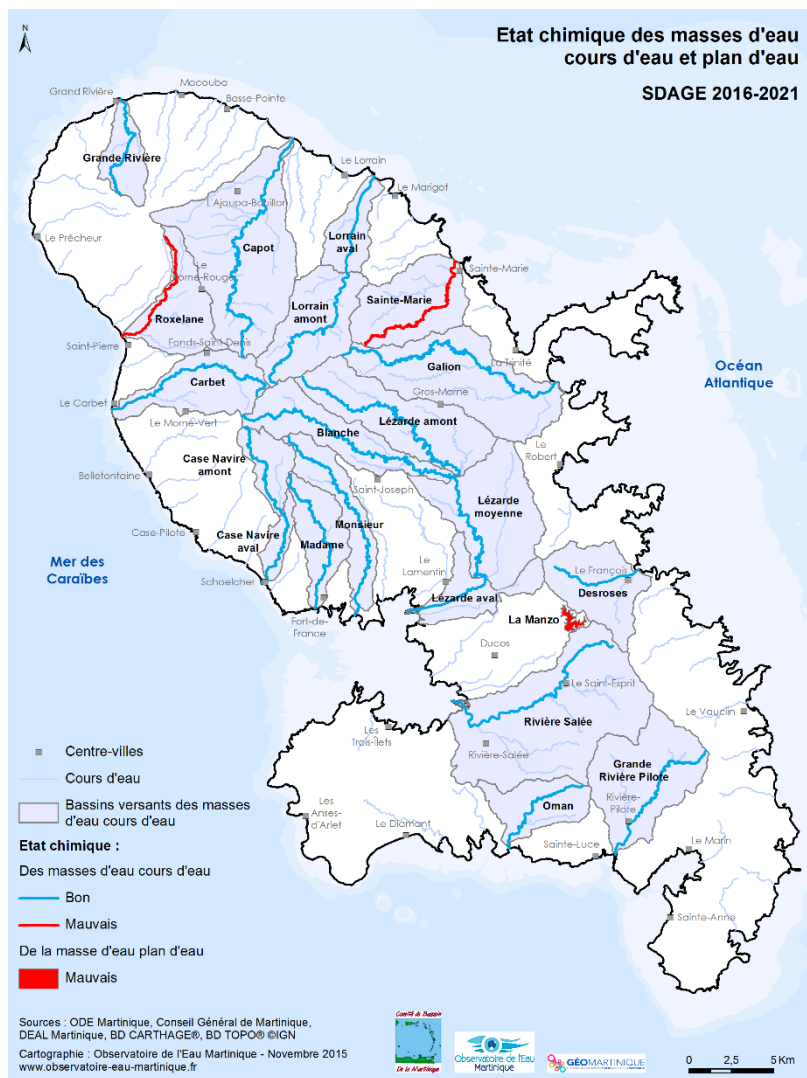 N
Etat chimique des masses d'eau
cours d'eau et plan d'eau
SDAGE 2016-2021
Macouba
Grand Rivière
Basse-Pointe
Grande Rivière
Le Lorrain
Le Marigot
L'Ajoupa-Bouillon
Le Prêcheur
Capot
Lorrain
aval
Le
Morne-Rouge
Sainte-Marie
Sainte-Marie
Lorrain
amont
Roxelane
Saint-Pierre
Fonds-Saint-Denis
La Trinité
Galion
Océan
Atlantique
Carbet
Gros-Morne
Le Carbet
Le Morne-Vert
Lézarde amont
Blanche
Case Navire
amont
Le
Robert
Bellefontaine
Saint-Joseph
Lézarde
moyenne
Case-Pilote
Case Navire
aval
Monsieur
Madame
Mer des
Caraïbes
Le
Lamentin
Le François
Schoelcher
Desroses
Lézarde aval
Fort-de-
France
La Manzo
Ducos
Le Saint-Esprit
Le Vauclin
Rivière Salée
Les
Trois-Îlets
Rivière-Salée
Grande
Rivière Pilote
Rivière-
Pilote
Oman
Les
Anses-
d'Arlet
Le Diamant
Sainte-Luce
Le Marin
Sainte-Anne
Centre-villes
Cours d'eau
Bassins versants des masses
d'eau cours d'eau
Etat chimique :
Des masses d'eau cours d'eau
Bon
Mauvais
De la masse d'eau plan d'eau
Mauvais
Sources : ODE Martinique, Conseil Général de Martinique,
DEAL Martinique, BD CARTHAGE®, BD TOPO® ©IGN
Cartographie : Observatoire de l'Eau Martinique - Novembre 2015
www.observatoire-eau-martinique.fr
Comité de Bassin
De la Martinique
Observatoire de l'Eau
Martinique
GÉOMARTINIQUE
0 2,5 5 Km